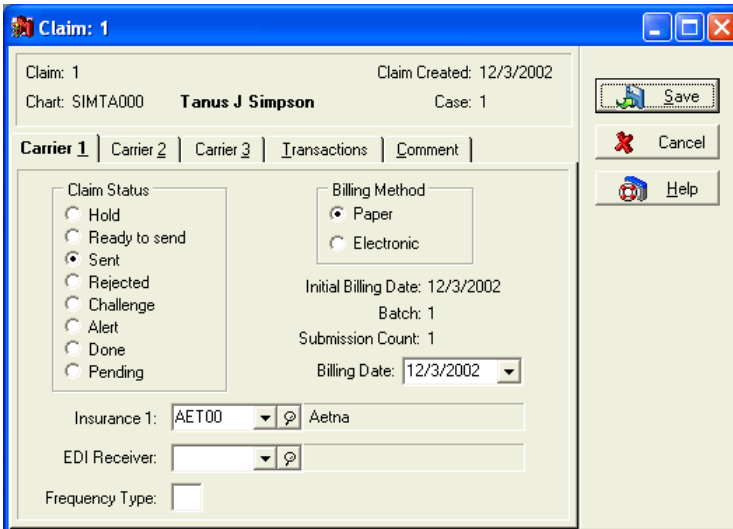 Claim: 1
Claim: 1 Claim Created: 12/3/2002
Chart: SIMTA000 Tanus J Simpson Case: 1
Save
Cancel
Help
Carrier 1 Carrier 2 Carrier 3 Transactions Comment
Claim Status
Hold
Ready to send
Sent
Rejected
Challenge
Alert
Done
Pending
Billing Method
Paper
Electronic
Initial Billing Date: 12/3/2002
Batch: 1
Submission Count: 1
Billing Date: 12/3/2002
Insurance 1: AET00 Aetna
EDI Receiver:
Frequency Type: